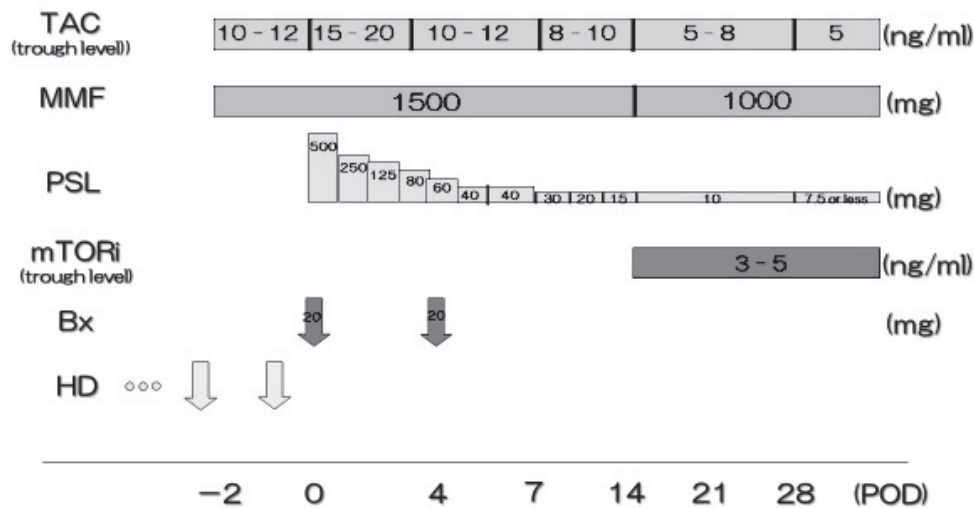 TAC
(trough level))
10 - 12 15 - 20 10 - 12 8 - 10 5 - 8 5 (ng/ml)
MMF 1500 1000 (mg)
PSL 500 250 125 80 60 40 40 30 20 15 10 7.5 or less (mg)
mTORi
(trough level)
3 - 5 (ng/ml)
Bx 20 20 (mg)
HD
−2 0 4 7 14 21 28 (POD)